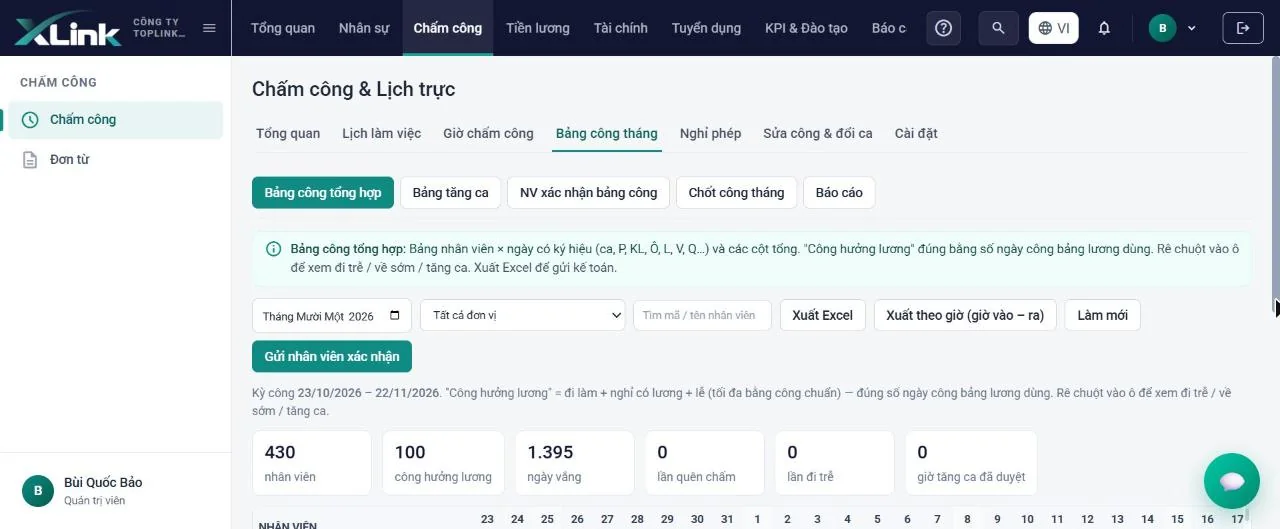 XLink
CÔNG TY
TOPLINK...
Tổng quan
Nhân sự
Chấm công
Tiền lương
Tài chính
Tuyển dụng
KPI & Đào tạo
Báo c
VI
B
CHẤM CÔNG
Chấm công
Đơn từ
Chấm công & Lịch trực
Tổng quan
Lịch làm việc
Giờ chấm công
Bảng công tháng
Nghỉ phép
Sửa công & đổi ca
Cài đặt
Bảng công tổng hợp
Bảng tăng ca
NV xác nhận bảng công
Chốt công tháng
Báo cáo
Bảng công tổng hợp: Bảng nhân viên × ngày có ký hiệu (ca, P, KL, Ô, L, V, Q...) và các cột tổng. "Công hưởng lương" đúng bằng số ngày công bảng lương dùng. Rê chuột vào ô
để xem đi trễ / về sớm / tăng ca. Xuất Excel để gửi kế toán.
Tháng Mười Một 2026
Tất cả đơn vị
Tìm mã / tên nhân viên
Xuất Excel
Xuất theo giờ (giờ vào – ra)
Làm mới
Gửi nhân viên xác nhận
Kỳ công 23/10/2026 – 22/11/2026. "Công hưởng lương" = đi làm + nghỉ có lương + lễ (tối đa bằng công chuẩn) — đúng số ngày công bảng lương dùng. Rê chuột vào ô để xem đi trễ / về
sớm / tăng ca.
430
nhân viên
100
công hưởng lương
1.395
ngày vắng
0
lần quên chấm
0
lần đi trễ
0
giờ tăng ca đã duyệt
NHÂN VIÊN
23 24 25 26 27 28 29 30 31 1 2 3 4 5 6 7 8 9 10 11 12 13 14 15 16 17
B
Bùi Quốc Bảo
Quản trị viên